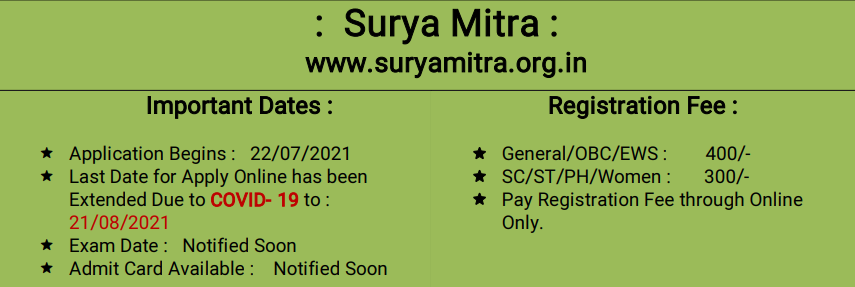 : Surya Mitra :
www.suryamitra.org.in
Important Dates :
★ Application Begins : 22/07/2021
★ Last Date for Apply Online has been
Extended Due to COVID- 19 to :
21/08/2021
★ Exam Date : Notified Soon
★ Admit Card Available : Notified Soon
Registration Fee :
★ General/OBC/EWS : 400/-
★ SC/ST/PH/Women : 300/-
★ Pay Registration Fee through Online
Only.